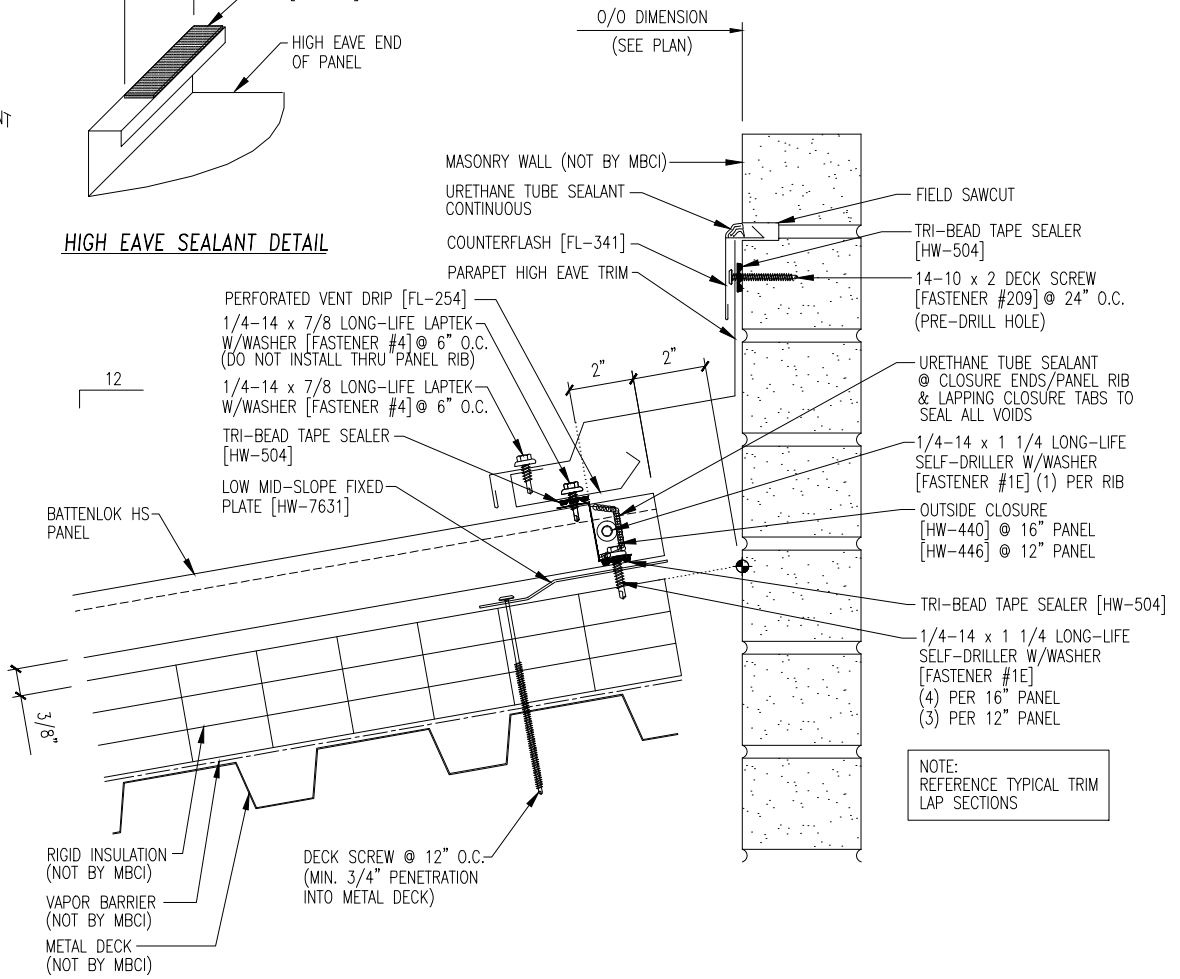 HIGH EAVE END
OF PANEL
HIGH EAVE SEALANT DETAIL
O/O DIMENSION
(SEE PLAN)
MASONRY WALL (NOT BY MBCI)
URETHANE TUBE SEALANT
CONTINUOUS
COUNTERFLASH [FL-341]
PARAPET HIGH EAVE TRIM
PERFORATED VENT DRIP [FL-254]
1/4-14 x 7/8 LONG-LIFE LAPTEK
W/WASHER [FASTENER #4] @ 6" O.C.
(DO NOT INSTALL THRU PANEL RIB)
1/4-14 x 7/8 LONG-LIFE LAPTEK
W/WASHER [FASTENER #4] @ 6" O.C.
TRI-BEAD TAPE SEALER
[HW-504]
LOW MID-SLOPE FIXED
PLATE [HW-7631]
12
BATTENLOK HS
PANEL
2"
2"
FIELD SAWCUT
TRI-BEAD TAPE SEALER
[HW-504]
14-10 x 2 DECK SCREW
[FASTENER #209] @ 24" O.C.
(PRE-DRILL HOLE)
URETHANE TUBE SEALANT
@ CLOSURE ENDS/PANEL RIB
& LAPPING CLOSURE TABS TO
SEAL ALL VOIDS
1/4-14 x 1 1/4 LONG-LIFE
SELF-DRILLER W/WASHER
[FASTENER #1E] (1) PER RIB
OUTSIDE CLOSURE
[HW-440] @ 16" PANEL
[HW-446] @ 12" PANEL
TRI-BEAD TAPE SEALER [HW-504]
1/4-14 x 1 1/4 LONG-LIFE
SELF-DRILLER W/WASHER
[FASTENER #1E]
(4) PER 16" PANEL
(3) PER 12" PANEL
NOTE:
REFERENCE TYPICAL TRIM
LAP SECTIONS
3/8"
RIGID INSULATION
(NOT BY MBCI)
VAPOR BARRIER
(NOT BY MBCI)
METAL DECK
(NOT BY MBCI)
DECK SCREW @ 12" O.C.
(MIN. 3/4" PENETRATION
INTO METAL DECK)